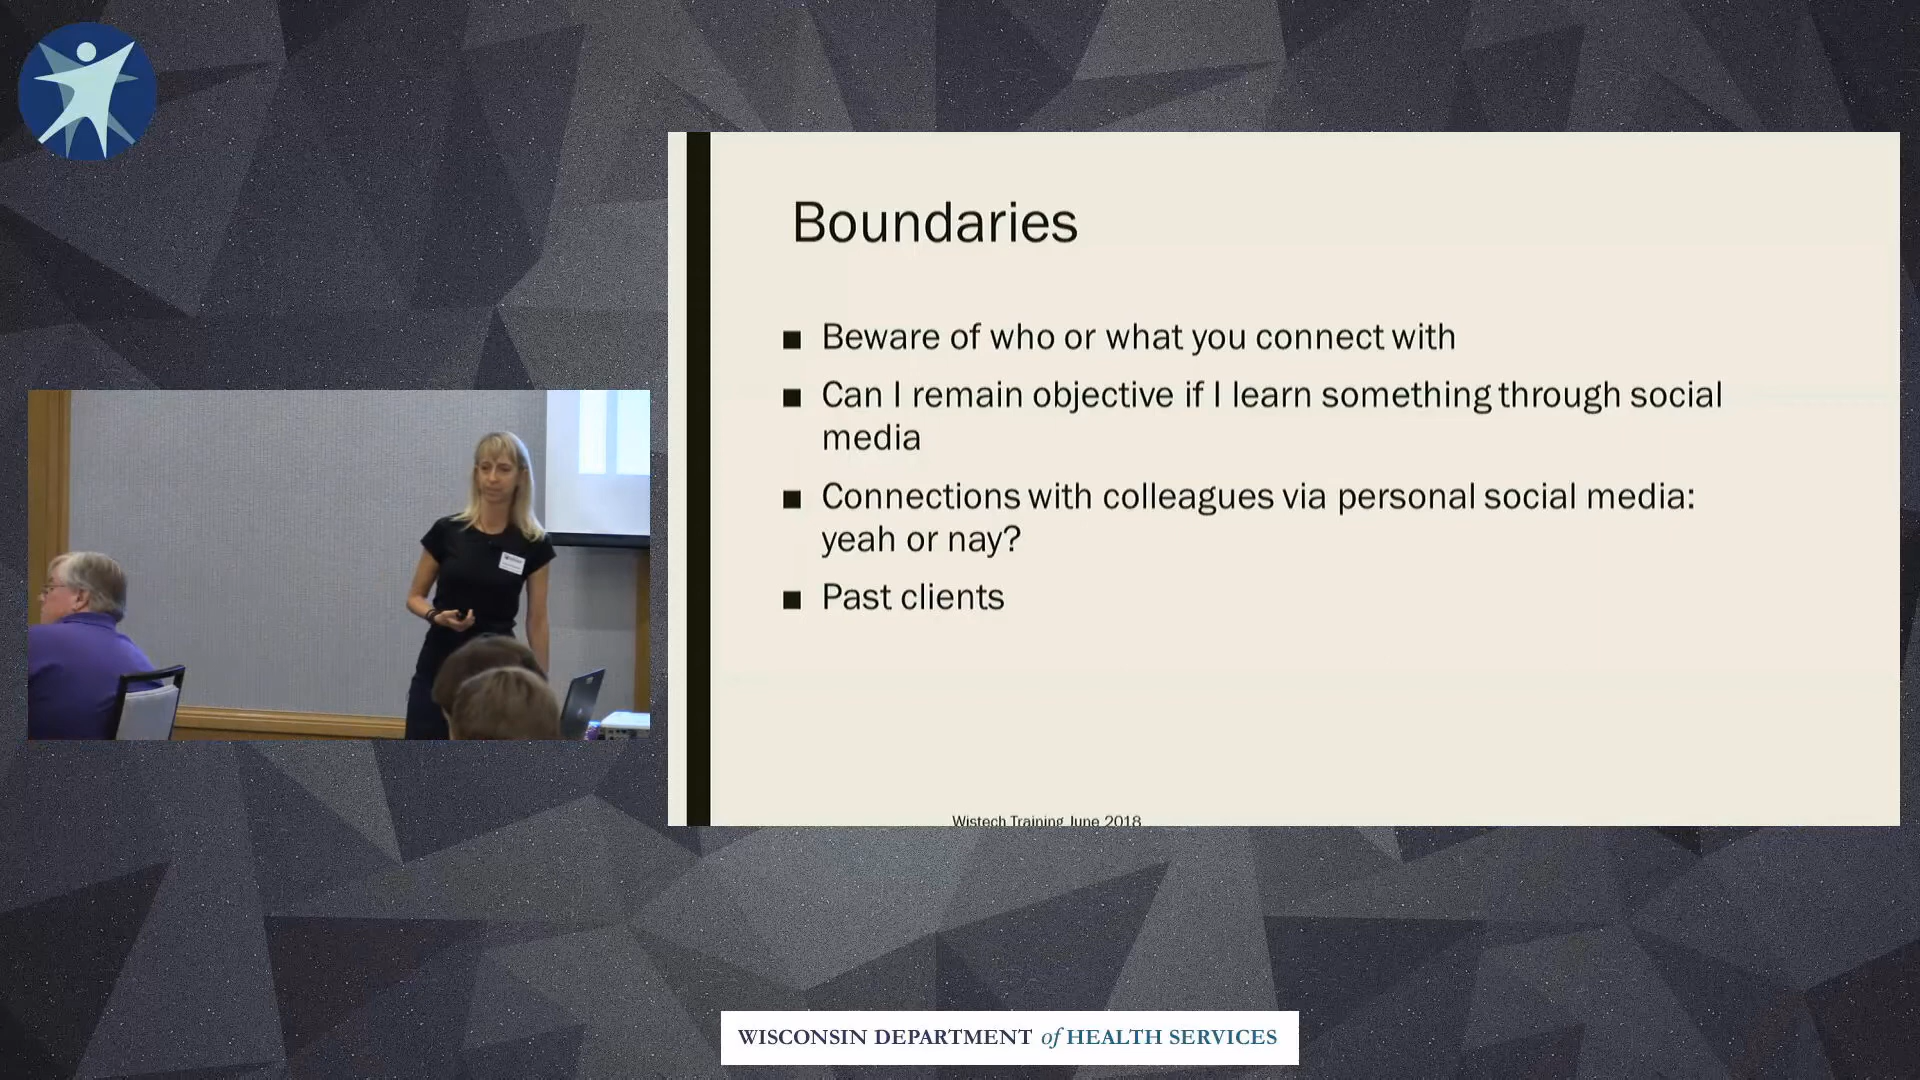 Boundaries
■ Beware of who or what you connect with
■ Can I remain objective if I learn something through social
media
■ Connections with colleagues via personal social media:
yeah or nay?
■ Past clients
Wistech Training June 2018
WISCONSIN DEPARTMENT of HEALTH SERVICES